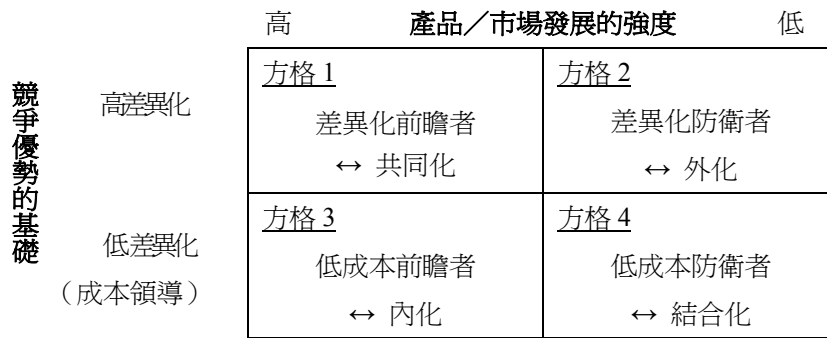 高 產品／市場發展的強度 低
競爭優勢的基礎
高差異化
方格 1
差異化前瞻者
↔ 共同化
方格 2
差異化防衛者
↔ 外化
低差異化
（成本領導）
方格 3
低成本前瞻者
↔ 內化
方格 4
低成本防衛者
↔ 結合化